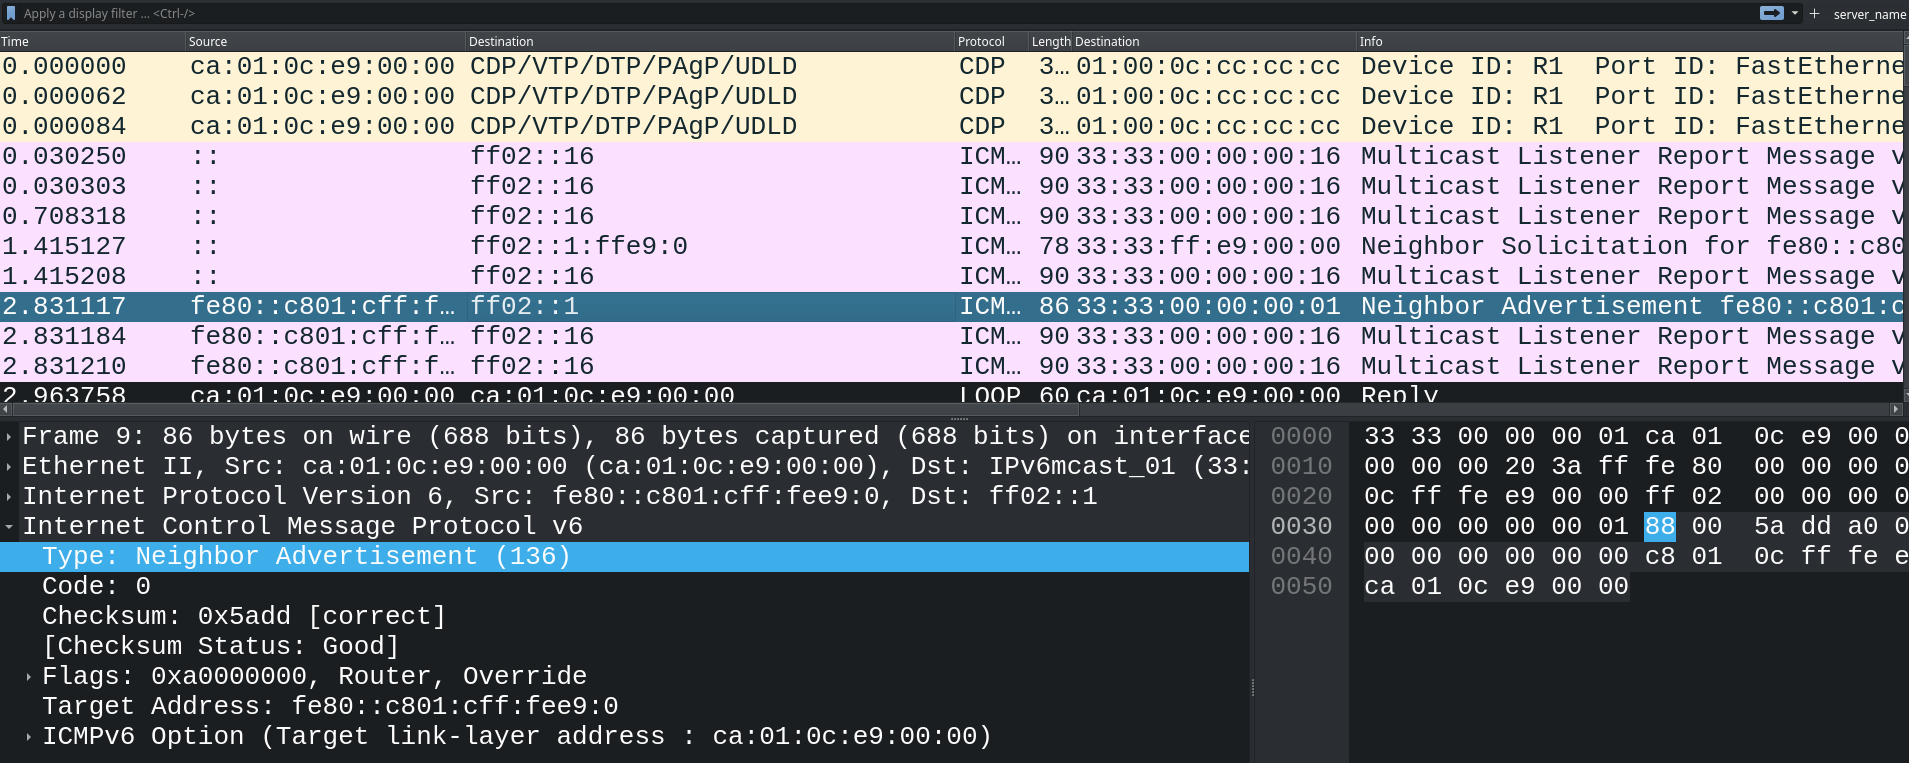 Apply a display filter ... <Ctrl-/> + server_name
Time Source Destination Protocol Length Destination Info
0.000000 ca:01:0c:e9:00:00 CDP/VTP/DTP/PAgP/UDLD CDP 3… 01:00:0c:cc:cc:cc Device ID: R1 Port ID: FastEtherne
0.000062 ca:01:0c:e9:00:00 CDP/VTP/DTP/PAgP/UDLD CDP 3… 01:00:0c:cc:cc:cc Device ID: R1 Port ID: FastEtherne
0.000084 ca:01:0c:e9:00:00 CDP/VTP/DTP/PAgP/UDLD CDP 3… 01:00:0c:cc:cc:cc Device ID: R1 Port ID: FastEtherne
0.030250 :: ff02::16 ICM… 90 33:33:00:00:00:16 Multicast Listener Report Message v
0.030303 :: ff02::16 ICM… 90 33:33:00:00:00:16 Multicast Listener Report Message v
0.708318 :: ff02::16 ICM… 90 33:33:00:00:00:16 Multicast Listener Report Message v
1.415127 :: ff02::1:ffe9:0 ICM… 78 33:33:ff:e9:00:00 Neighbor Solicitation for fe80::c80
1.415208 :: ff02::16 ICM… 90 33:33:00:00:00:16 Multicast Listener Report Message v
2.831117 fe80::c801:cff:f… ff02::1 ICM… 86 33:33:00:00:00:01 Neighbor Advertisement fe80::c801:c
2.831184 fe80::c801:cff:f… ff02::16 ICM… 90 33:33:00:00:00:16 Multicast Listener Report Message v
2.831210 fe80::c801:cff:f… ff02::16 ICM… 90 33:33:00:00:00:16 Multicast Listener Report Message v
2.963758 ca:01:0c:e9:00:00 ca:01:0c:e9:00:00 LOOP 60 ca:01:0c:e9:00:00 Reply
Frame 9: 86 bytes on wire (688 bits), 86 bytes captured (688 bits) on interface
Ethernet II, Src: ca:01:0c:e9:00:00 (ca:01:0c:e9:00:00), Dst: IPv6mcast_01 (33:
Internet Protocol Version 6, Src: fe80::c801:cff:fee9:0, Dst: ff02::1
Internet Control Message Protocol v6
Type: Neighbor Advertisement (136)
Code: 0
Checksum: 0x5add [correct]
[Checksum Status: Good]
Flags: 0xa0000000, Router, Override
Target Address: fe80::c801:cff:fee9:0
ICMPv6 Option (Target link-layer address : ca:01:0c:e9:00:00)
0000 33 33 00 00 00 01 ca 01 0c e9 00 0
0010 00 00 00 20 3a ff fe 80 00 00 00 0
0020 0c ff fe e9 00 00 ff 02 00 00 00 0
0030 00 00 00 00 00 01 88 00 5a dd a0 0
0040 00 00 00 00 00 00 c8 01 0c ff fe e
0050 ca 01 0c e9 00 00